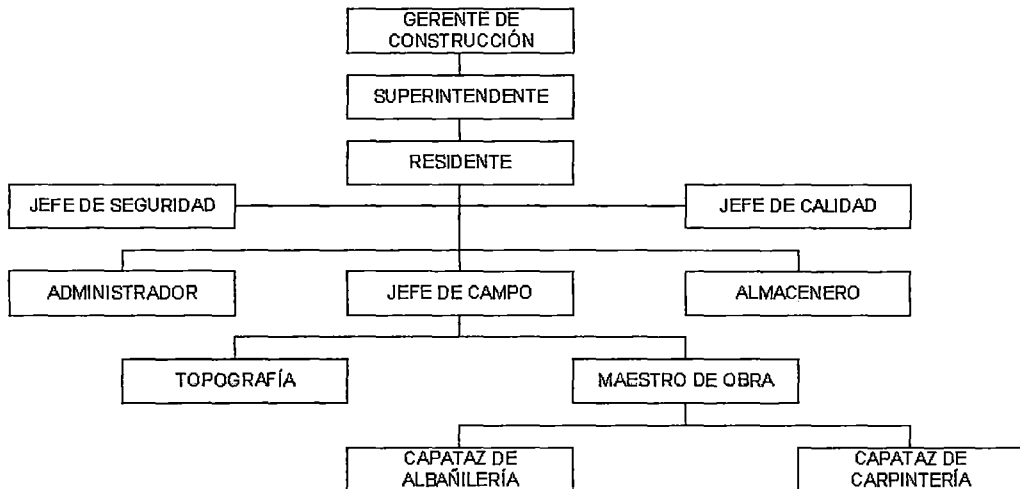 GERENTE DE
CONSTRUCCIÓN
SUPERINTENDENTE
RESIDENTE
JEFE DE SEGURIDAD
JEFE DE CALIDAD
ADMINISTRADOR
JEFE DE CAMPO
ALMACENERO
TOPOGRAFÍA
MAESTRO DE OBRA
CAPATAZ DE
ALBAÑILERÍA
CAPATAZ DE
CARPINTERÍA